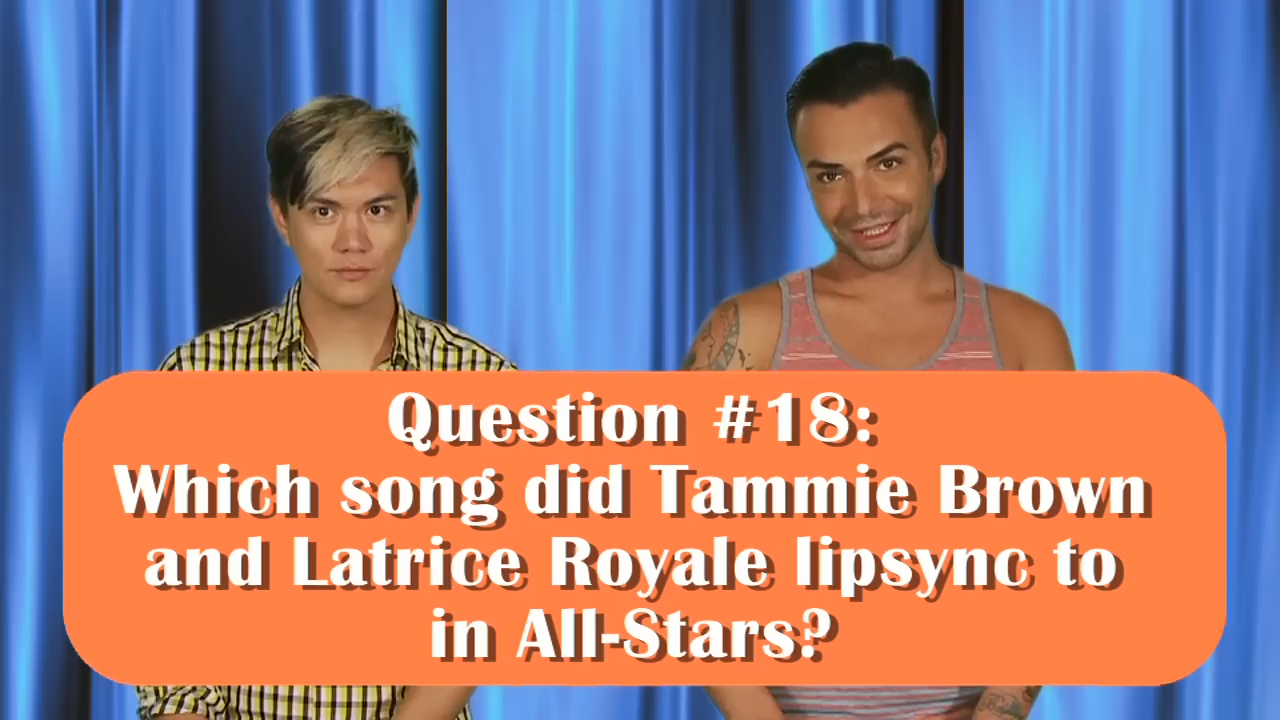 Question #18:
Which song did Tammie Brown
and Latrice Royale lipsync to
in All-Stars?